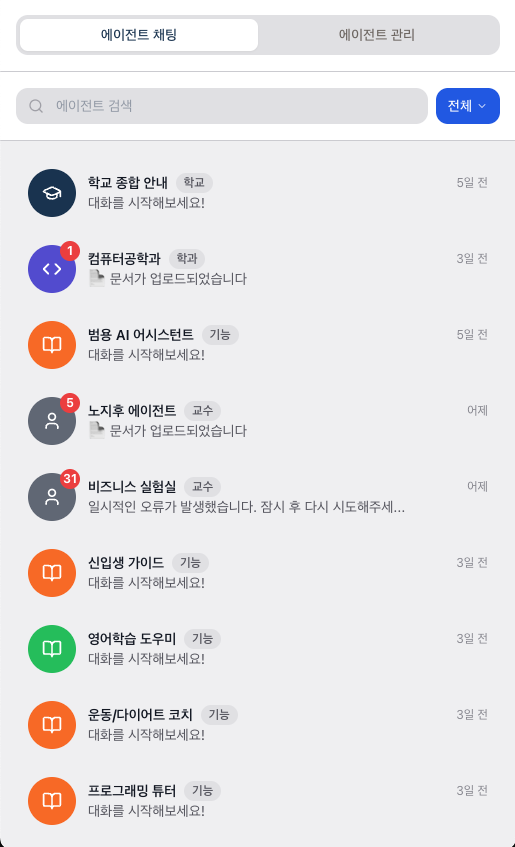 에이전트 채팅
에이전트 관리
에이전트 검색
전체
학교 종합 안내 학교 5일 전
대화를 시작해보세요!
1
컴퓨터공학과 학과 3일 전
문서가 업로드되었습니다
범용 AI 어시스턴트 기능 5일 전
대화를 시작해보세요!
5
노지후 에이전트 교수 어제
문서가 업로드되었습니다
31
비즈니스 실험실 교수 어제
일시적인 오류가 발생했습니다. 잠시 후 다시 시도해주세...
신입생 가이드 기능 3일 전
대화를 시작해보세요!
영어학습 도우미 기능 3일 전
대화를 시작해보세요!
운동/다이어트 코치 기능 3일 전
대화를 시작해보세요!
프로그래밍 튜터 기능 3일 전
대화를 시작해보세요!